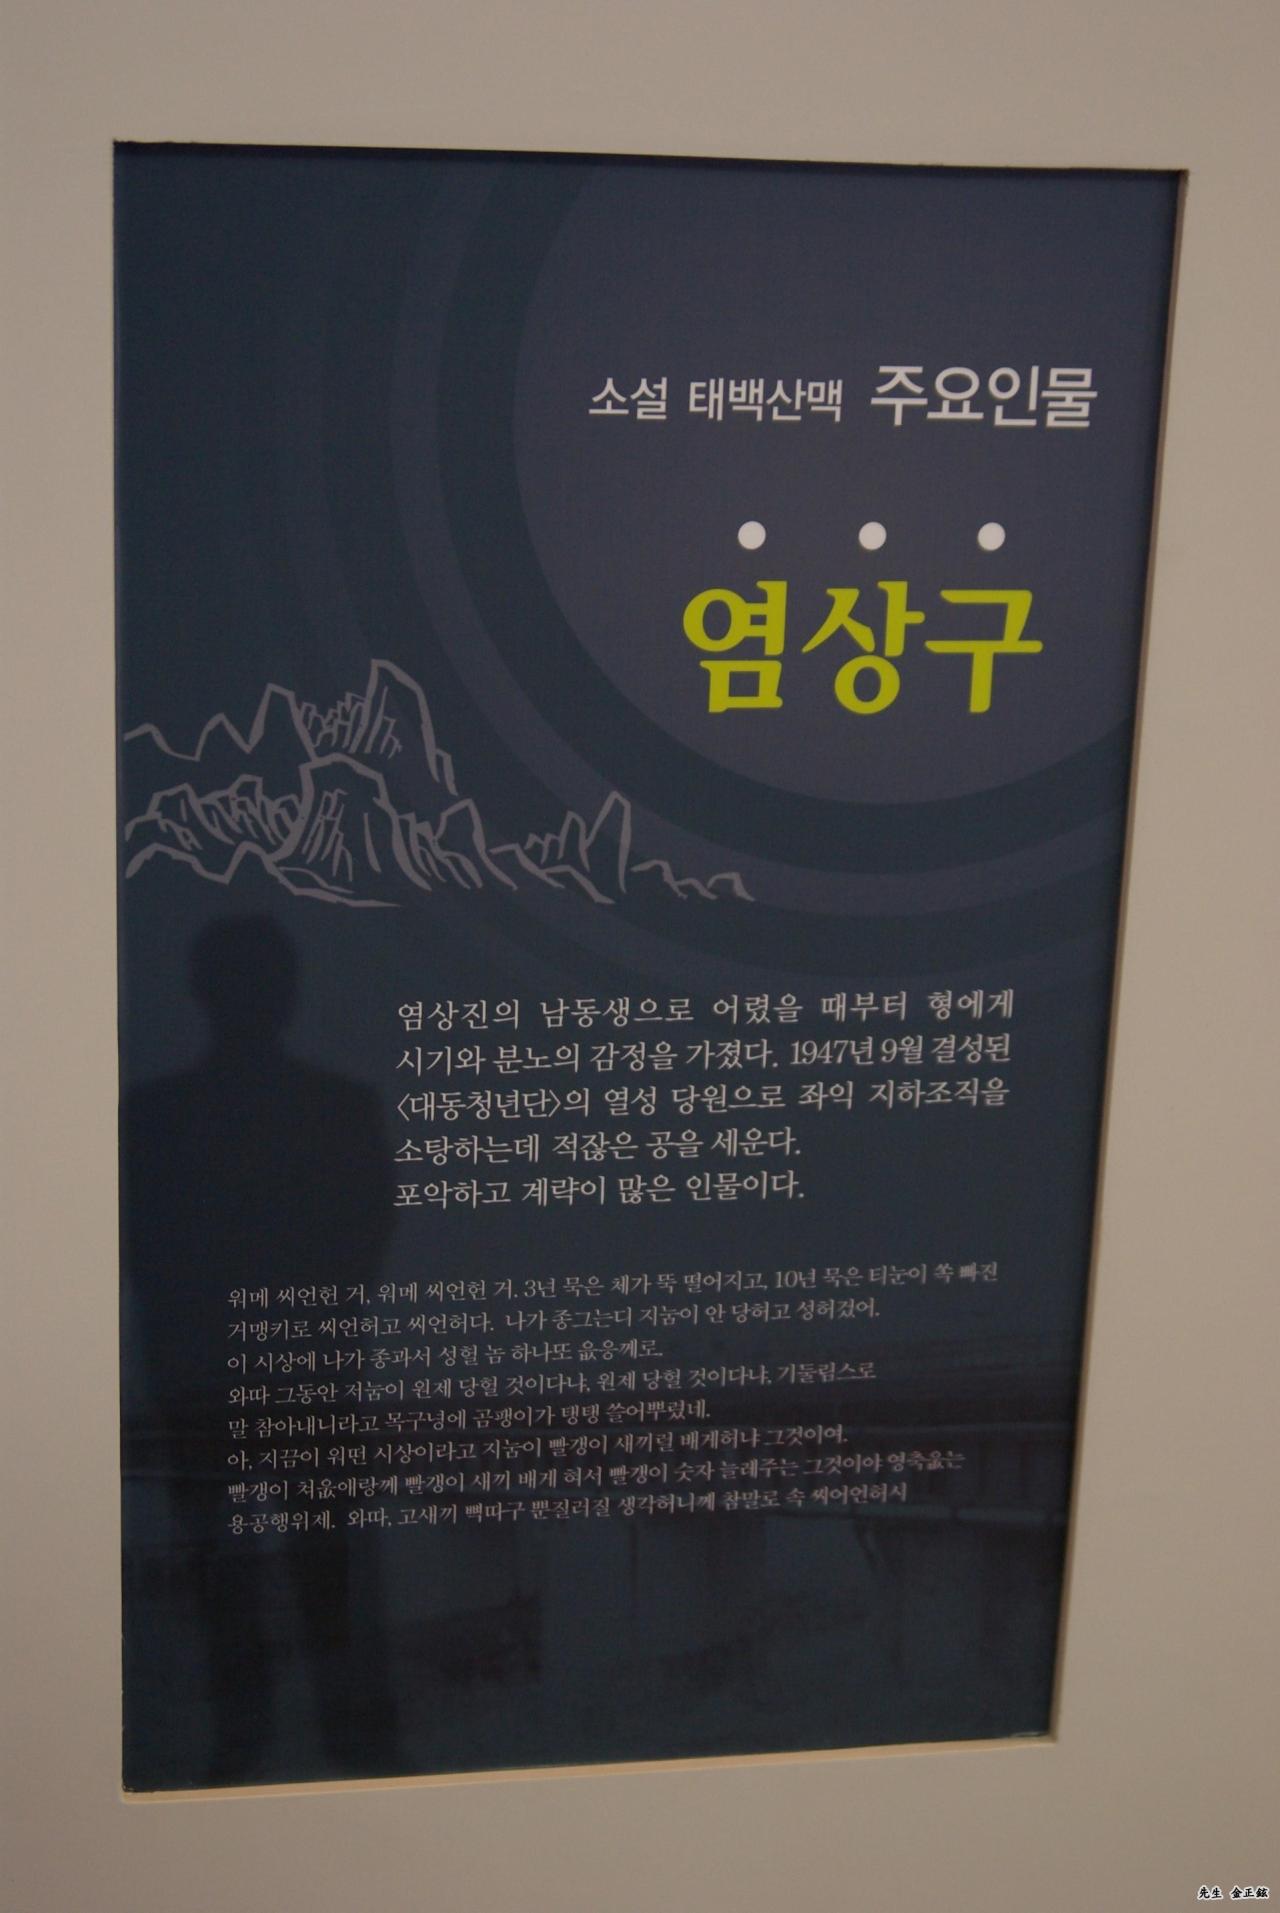 소설 태백산맥 주요인물
염상구
염상진의 남동생으로 어렸을 때부터 형에게
시기와 분노의 감정을 가졌다. 1947년 9월 결성된
〈대동청년단〉의 열성 당원으로 좌익 지하조직을
소탕하는데 적잖은 공을 세운다.
포악하고 계략이 많은 인물이다.
워메 씨언헌 거, 워메 씨언헌 거. 3년 묵은 체가 뚝 떨어지고, 10년 묵은 티눈이 쏙 빠진
거맹키로 씨언허고 씨언허다. 나가 종그는디 지눔이 안 당허고 성허겄어.
이 시상에 나가 종과서 성헐 놈 하나또 읎응께로.
와따 그동안 저눔이 원제 당헐 것이다냐, 원제 당헐 것이다냐, 기둘림스로
말 참아내니라고 목구녕에 곰팽이가 탱탱 쓸어뿌렀네.
아, 지끔이 워떤 시상이라고 지눔이 빨갱이 새끼럴 배게허냐 그것이여.
빨갱이 쳐읎애랑께 빨갱이 새끼 배게 혀서 빨갱이 숫자 늘레주는 그것이야 영축읎는
용공행위제. 와따, 고새끼 뼉따구 뿐질러질 생각허니께 참말로 속 씨어언허시
先生 金正鉉